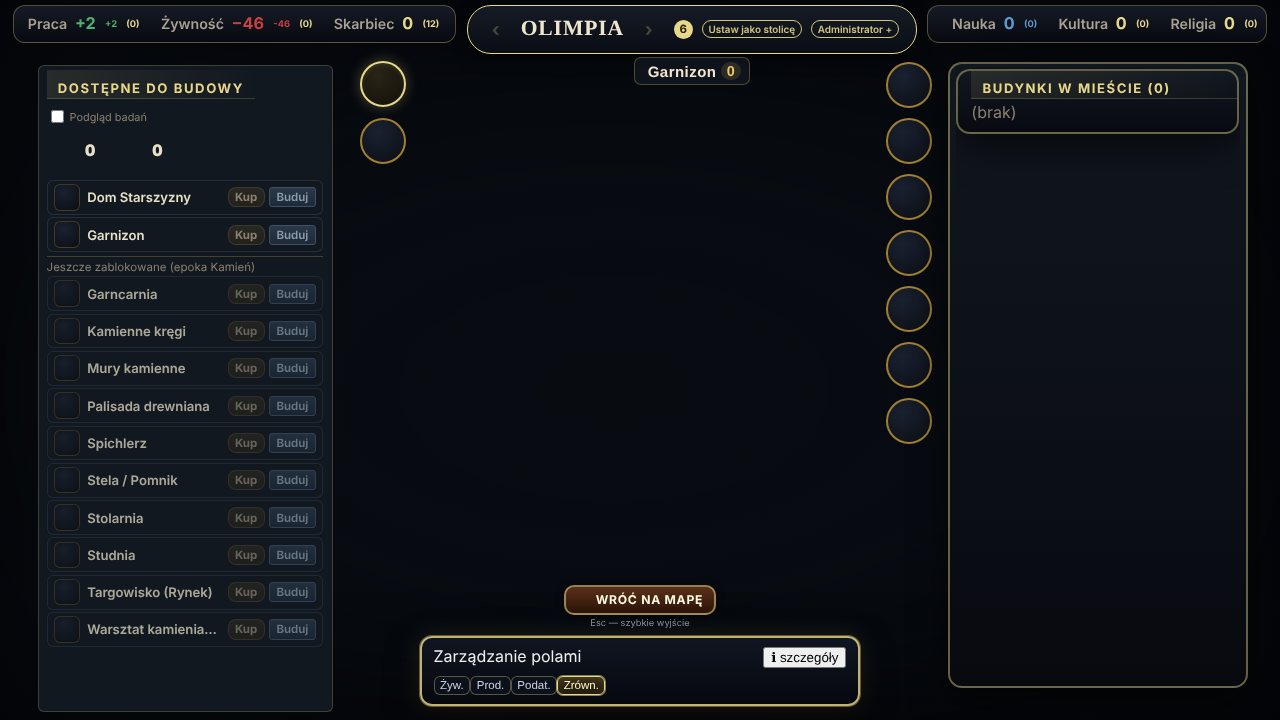 Praca +2 +2 (0) Żywność −46 -46 (0) Skarbiec 0 (12)
‹ OLIMPIA › 6 Ustaw jako stolicę Administrator +
Nauka 0 (0) Kultura 0 (0) Religia 0 (0)
Garnizon 0
DOSTĘPNE DO BUDOWY
Podgląd badań
0 0
Dom Starszyzny Kup Buduj
Garnizon Kup Buduj
Jeszcze zablokowane (epoka Kamień)
Garncarnia Kup Buduj
Kamienne kręgi Kup Buduj
Mury kamienne Kup Buduj
Palisada drewniana Kup Buduj
Spichlerz Kup Buduj
Stela / Pomnik Kup Buduj
Stolarnia Kup Buduj
Studnia Kup Buduj
Targowisko (Rynek) Kup Buduj
Warsztat kamienia... Kup Buduj
BUDYNKI W MIEŚCIE (0)
(brak)
WRÓĆ NA MAPĘ
Esc — szybkie wyjście
Zarządzanie polami ℹ szczegóły
Żyw. Prod. Podat. Zrówn.